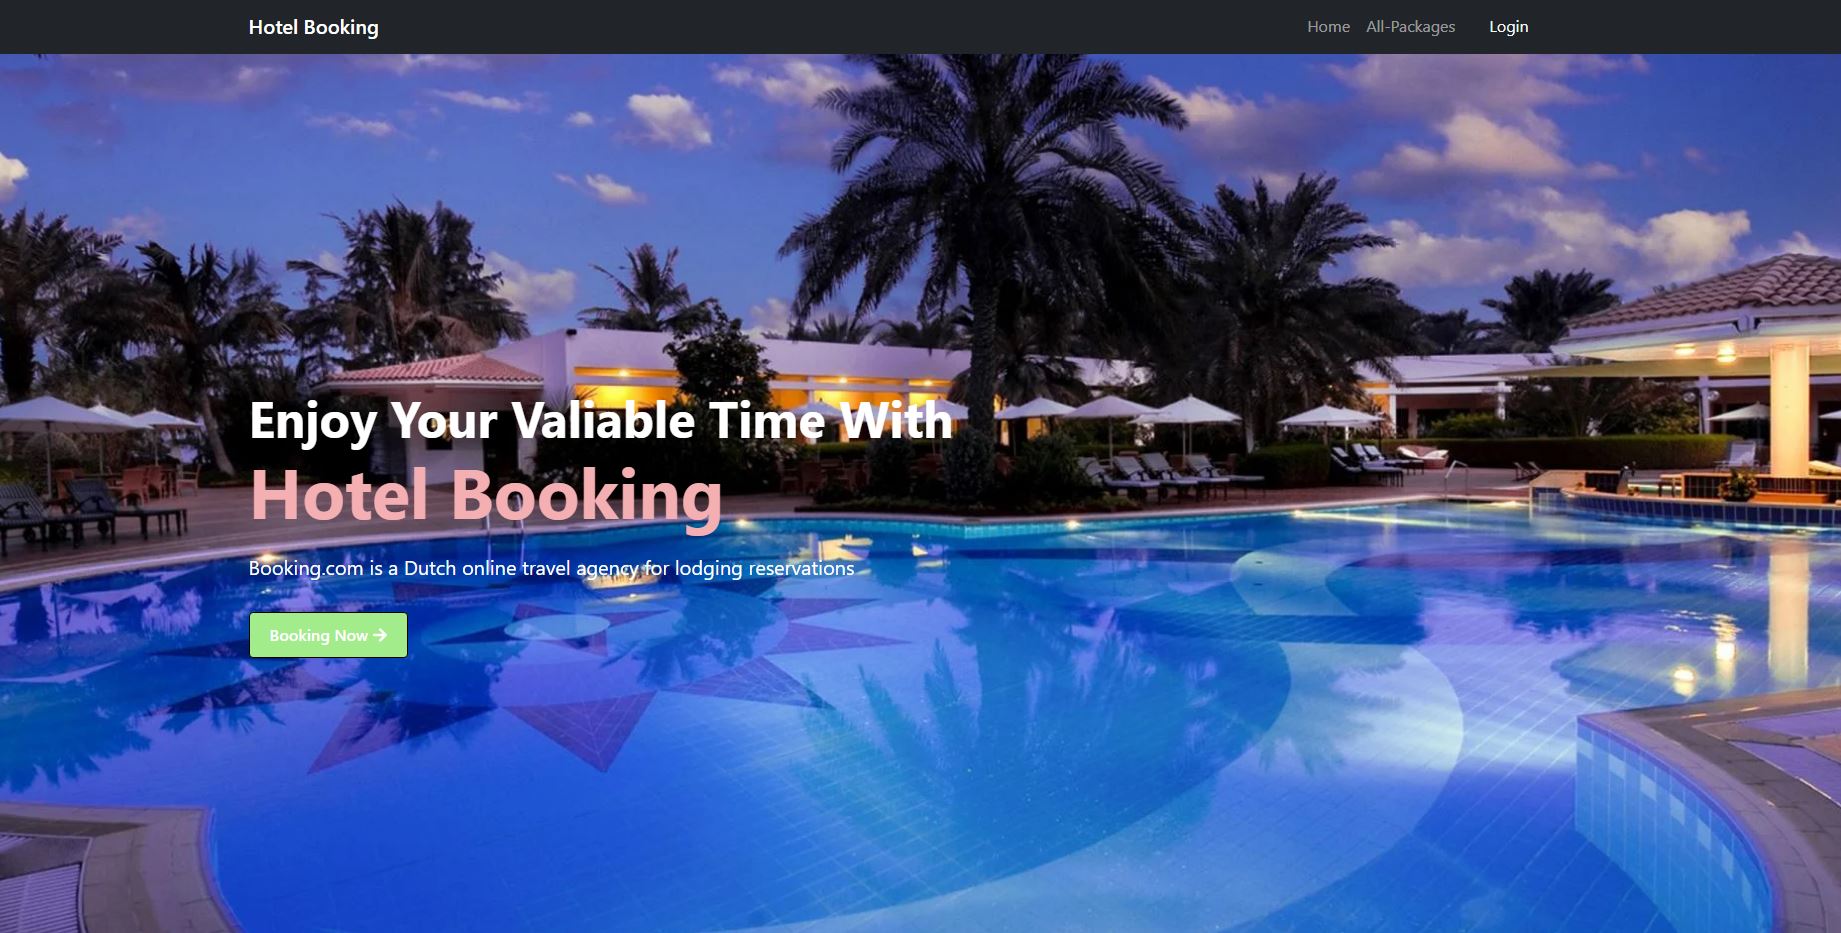 Hotel Booking
Home All-Packages Login
Enjoy Your Valiable Time With
Hotel Booking
Booking.com is a Dutch online travel agency for lodging reservations
Booking Now →